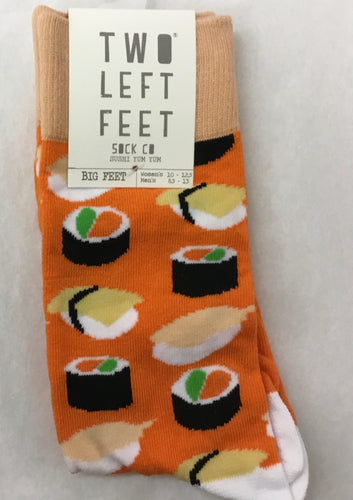 TWO®
LEFT
FEET
SOCK CO
SUSHI YUM YUM
BIG FEET Women's 10 - 12.5
Men's 8.5 - 13